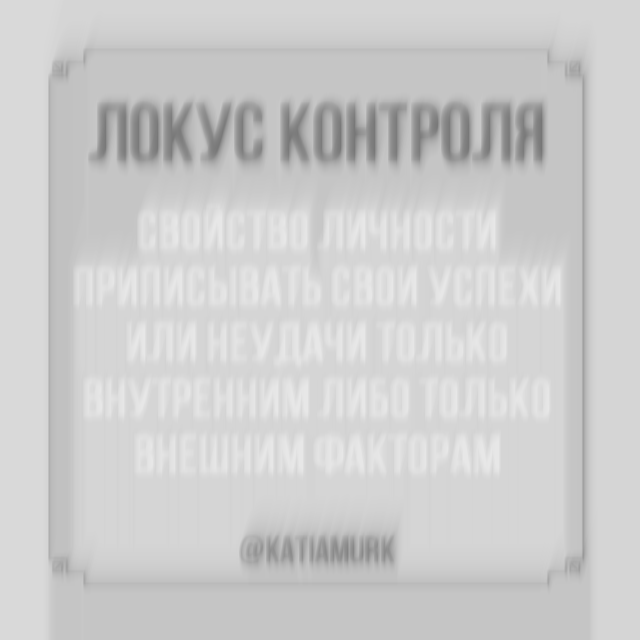 ЛОКУС КОНТРОЛЯ
СВОЙСТВО ЛИЧНОСТИ
ПРИПИСЫВАТЬ СВОИ УСПЕХИ
ИЛИ НЕУДАЧИ ТОЛЬКО
ВНУТРЕННИМ ЛИБО ТОЛЬКО
ВНЕШНИМ ФАКТОРАМ
@KATIAMURK